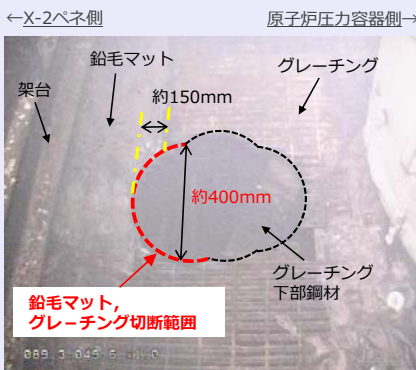 ←X-2ペネ側
原子炉圧力容器側→
鉛毛マット
グレーチング
架台
約150mm
約400mm
グレーチング
下部鋼材
鉛毛マット,
グレーチング切断範囲